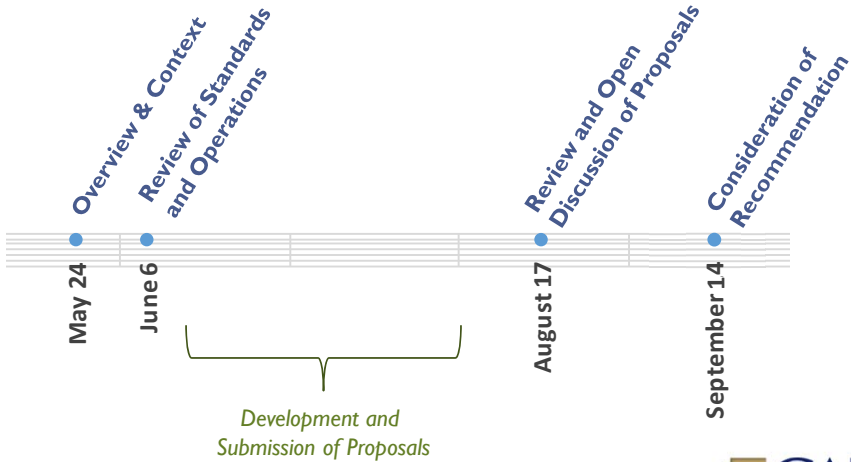 Overview & Context
Review of Standards
and Operations
Review and Open
Discussion of Proposals
Consideration of
Recommendation
May 24
June 6
August 17
September 14
Development and
Submission of Proposals